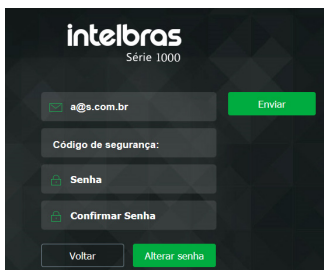 intelbras
Série 1000
a@s.com.br
Enviar
Código de segurança:
Senha
Confirmar Senha
Voltar
Alterar senha